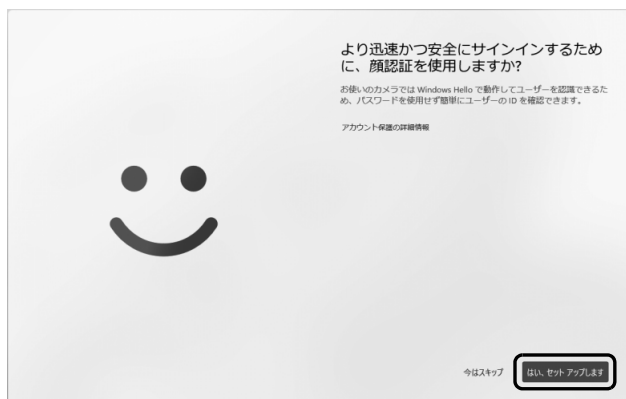 より迅速かつ安全にサインインするため
に、顔認証を使用しますか?
お使いのカメラでは Windows Hello で動作してユーザーを認識できるた
め、パスワードを使用せず簡単にユーザーの ID を確認できます。
アカウント保護の詳細情報
今はスキップ
はい、セット アップします